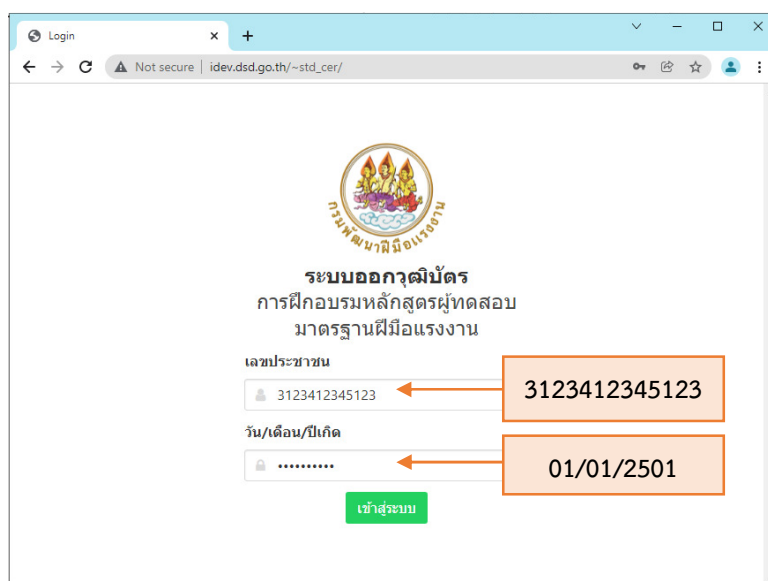 Login
Not secure | idev.dsd.go.th/~std_cer/
กรมพัฒนาฝีมือแรงงาน
ระบบออกวุฒิบัตร
การฝึกอบรมหลักสูตรผู้ทดสอบ
มาตรฐานฝีมือแรงงาน
เลขประชาชน
3123412345123
3123412345123
วัน/เดือน/ปีเกิด
••••••••••
01/01/2501
เข้าสู่ระบบ